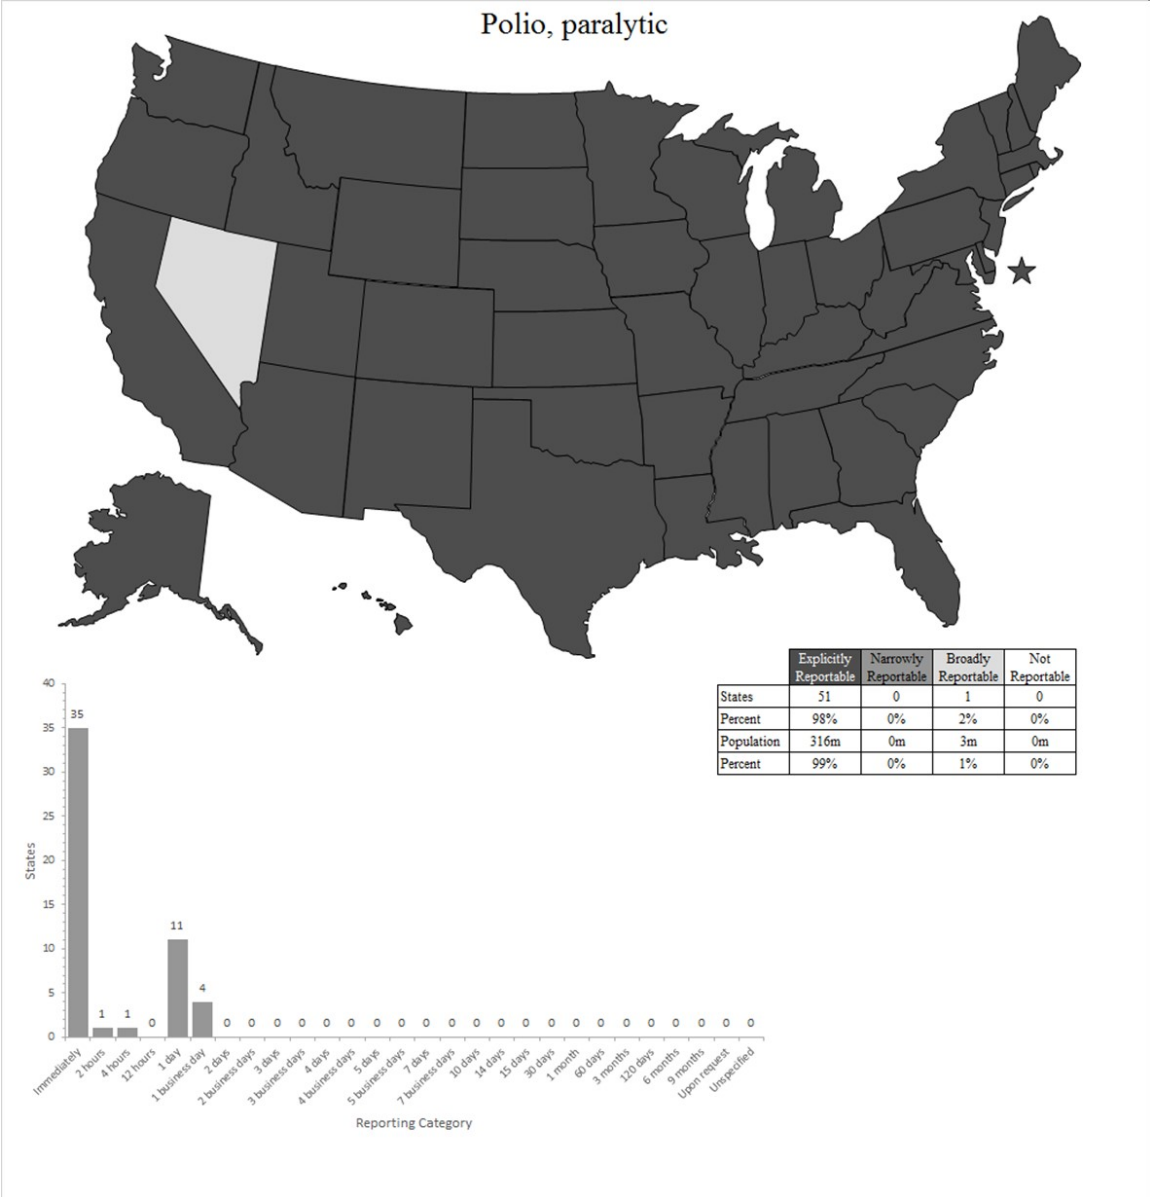 Polio, paralytic
Explicitly Reportable Narrowly Reportable Broadly Reportable Not Reportable
States 51 0 1 0
Percent 98% 0% 2% 0%
Population 316m 0m 3m 0m
Percent 99% 0% 1% 0%
40
35
30
25
20
15
10
5
0
States
35 1 1 0 11 4 0 0 0 0 0 0 0 0 0 0 0 0 0 0 0 0 0 0 0 0 0 0
Immediately
2 hours
4 hours
12 hours
1 day
1 business day
2 days
2 business days
3 days
3 business days
4 days
4 business days
5 days
5 business days
7 days
7 business days
10 days
14 days
15 days
30 days
1 month
60 days
3 months
120 days
6 months
9 months
Upon request
Unspecified
Reporting Category